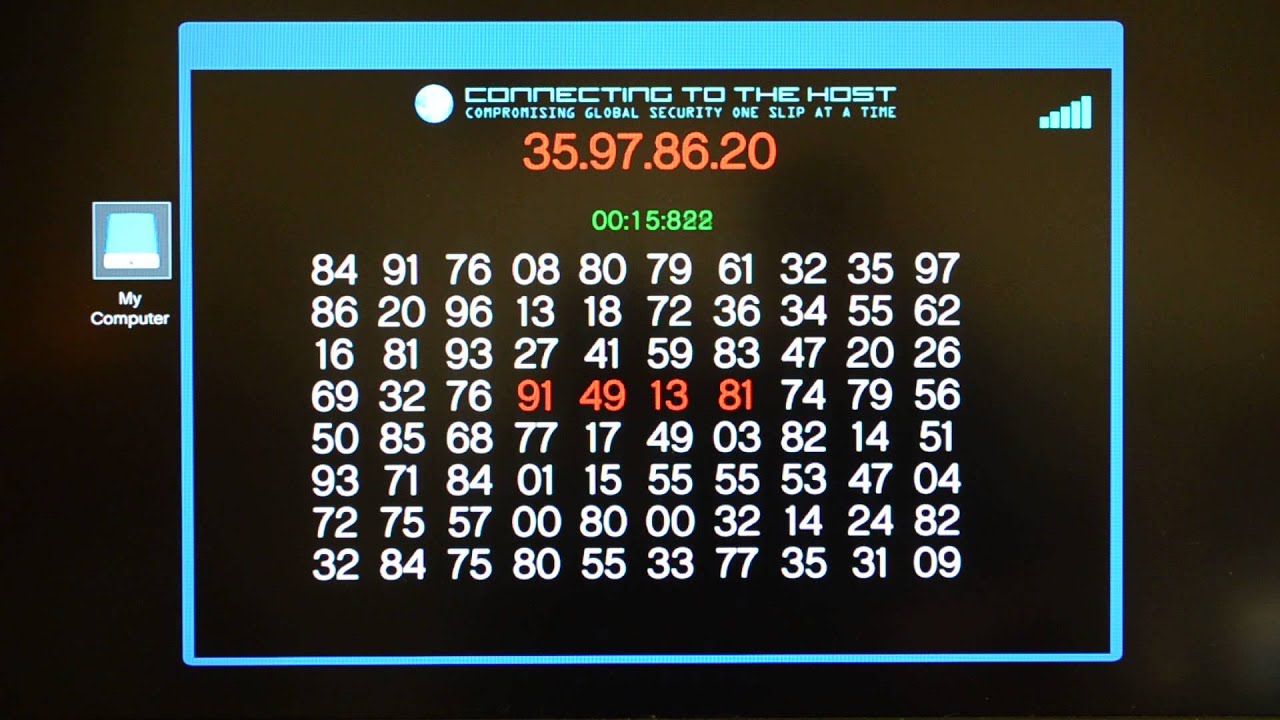 CONNECTING TO THE HOST
COMPROMISING GLOBAL SECURITY ONE SLIP AT A TIME
35.97.86.20
00:15:822
84 91 76 08 80 79 61 32 35 97
86 20 96 13 18 72 36 34 55 62
16 81 93 27 41 59 83 47 20 26
69 32 76 91 49 13 81 74 79 56
50 85 68 77 17 49 03 82 14 51
93 71 84 01 15 55 55 53 47 04
72 75 57 00 80 00 32 14 24 82
32 84 75 80 55 33 77 35 31 09
My
Computer